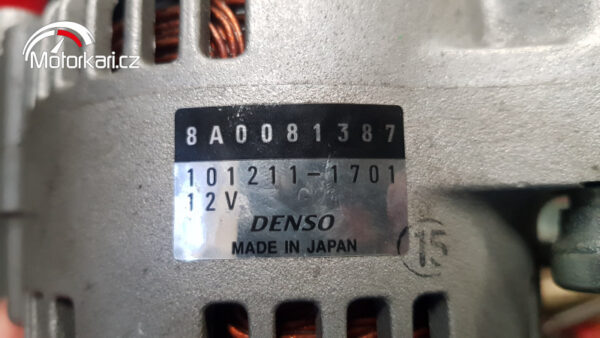 Motorkari.cz
8A0081387
101211-1701
12V
DENSO
MADE IN JAPAN
15